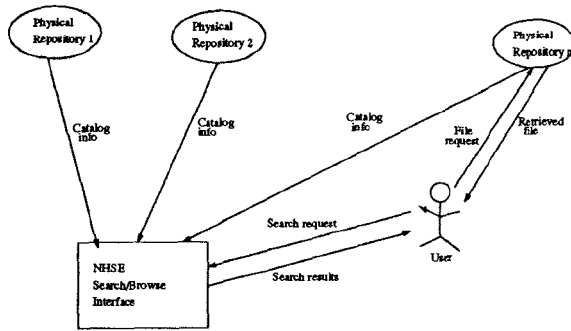 Physical
Repository 1
Physical
Repository 2
Physical
Repository n
Catalog
info
Catalog
info
Catalog
info
File
request
Retrieved
file
Search request
User
NHSE
Search/Browse
Interface
Search results